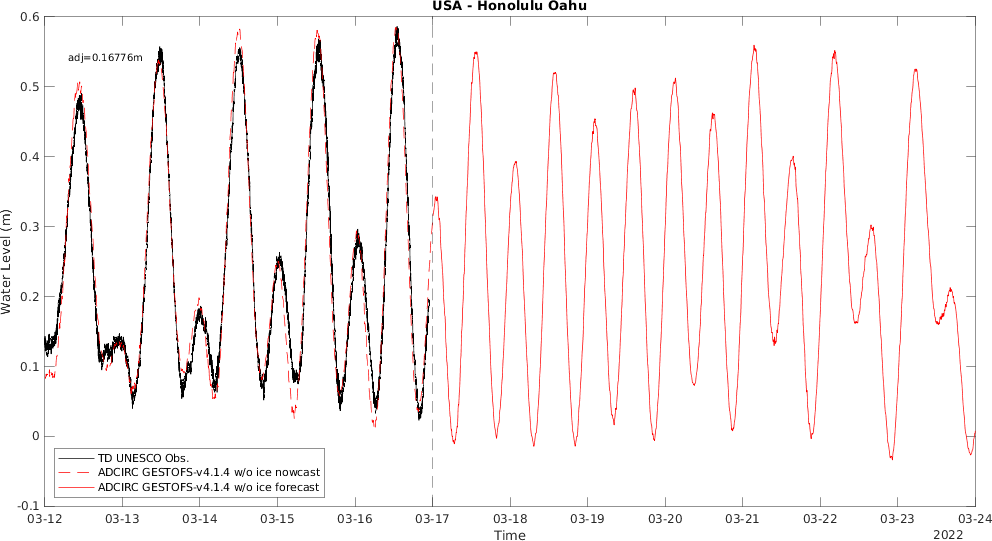 USA - Honolulu Oahu
adj=0.16776m
Water Level (m)
0.6
0.5
0.4
0.3
0.2
0.1
0
-0.1
TD UNESCO Obs.
ADCIRC GESTOFS-v4.1.4 w/o ice nowcast
ADCIRC GESTOFS-v4.1.4 w/o ice forecast
03-12 03-13 03-14 03-15 03-16 03-17 03-18 03-19 03-20 03-21 03-22 03-23 03-24
Time
2022